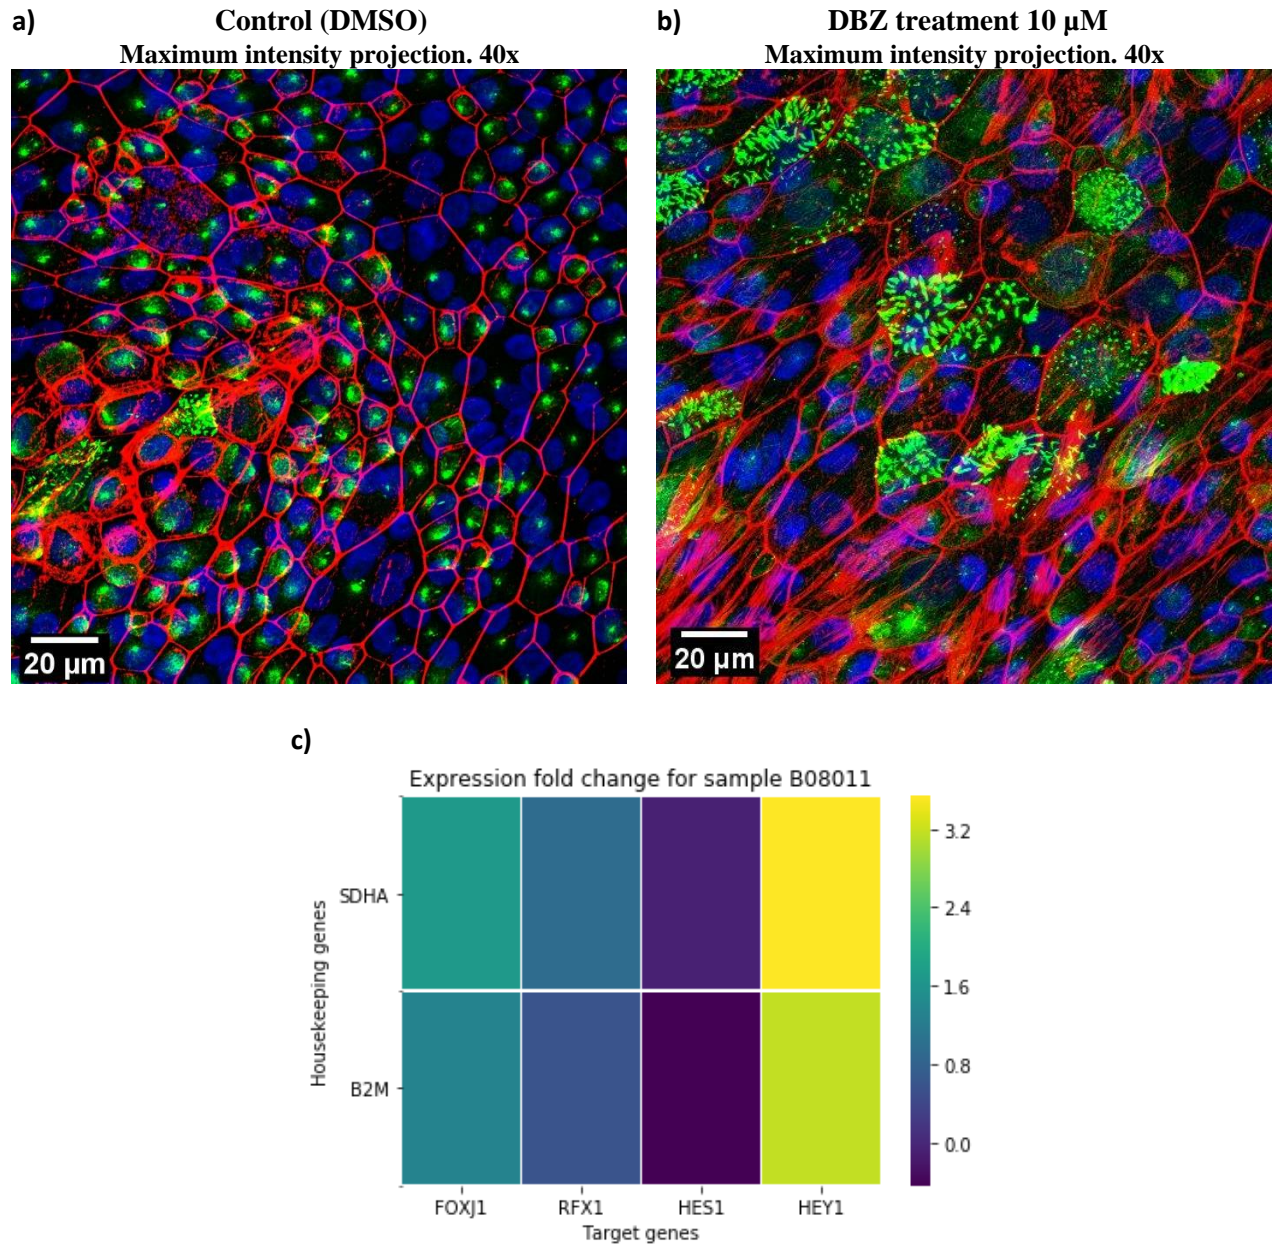 a)
Control (DMSO)
Maximum intensity projection. 40x
20 µm
b)
DBZ treatment 10 µM
Maximum intensity projection. 40x
20 µm
c)
Expression fold change for sample B08011
Housekeeping genes
SDHA
B2M
FOXJ1 RFX1 HES1 HEY1
Target genes
3.2
2.4
1.6
0.8
0.0